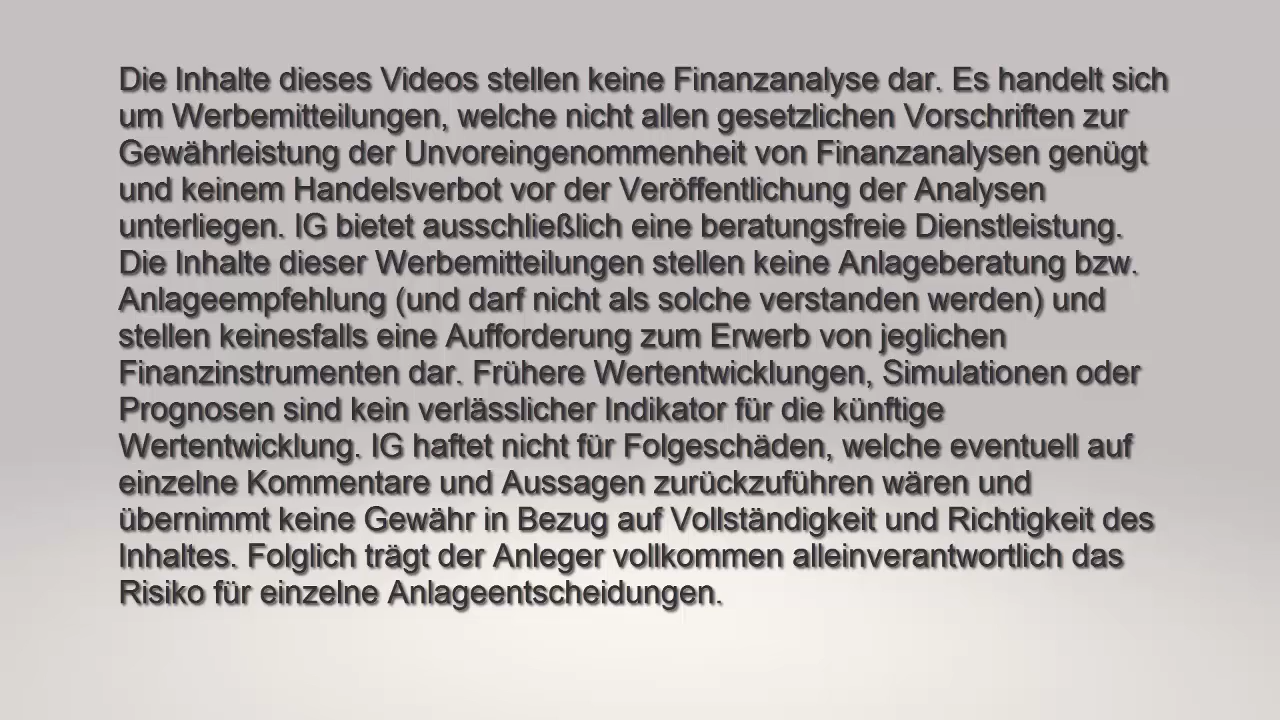 Die Inhalte dieses Videos stellen keine Finanzanalyse dar. Es handelt sich
um Werbemitteilungen, welche nicht allen gesetzlichen Vorschriften zur
Gewährleistung der Unvoreingenommenheit von Finanzanalysen genügt
und keinem Handelsverbot vor der Veröffentlichung der Analysen
unterliegen. IG bietet ausschließlich eine beratungsfreie Dienstleistung.
Die Inhalte dieser Werbemitteilungen stellen keine Anlageberatung bzw.
Anlageempfehlung (und darf nicht als solche verstanden werden) und
stellen keinesfalls eine Aufforderung zum Erwerb von jeglichen
Finanzinstrumenten dar. Frühere Wertentwicklungen, Simulationen oder
Prognosen sind kein verlässlicher Indikator für die künftige
Wertentwicklung. IG haftet nicht für Folgeschäden, welche eventuell auf
einzelne Kommentare und Aussagen zurückzuführen wären und
übernimmt keine Gewähr in Bezug auf Vollständigkeit und Richtigkeit des
Inhaltes. Folglich trägt der Anleger vollkommen alleinverantwortlich das
Risiko für einzelne Anlageentscheidungen.